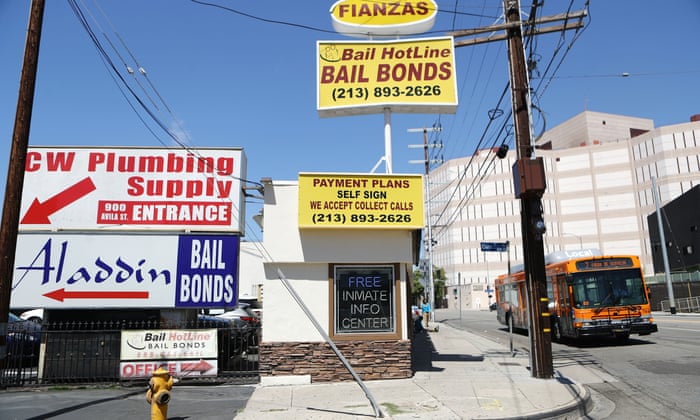 FIANZAS
Bail HotLine
BAIL BONDS
(213) 893-2626
PAYMENT PLANS
SELF SIGN
WE ACCEPT COLLECT CALLS
(213) 893-2626
FREE
INMATE
INFO
CENTER
CW Plumbing
Supply
900
AVILA ST.
ENTRANCE
Aladdin
BAIL
BONDS
Bail HotLine
BAIL BONDS
OFFICE
Local